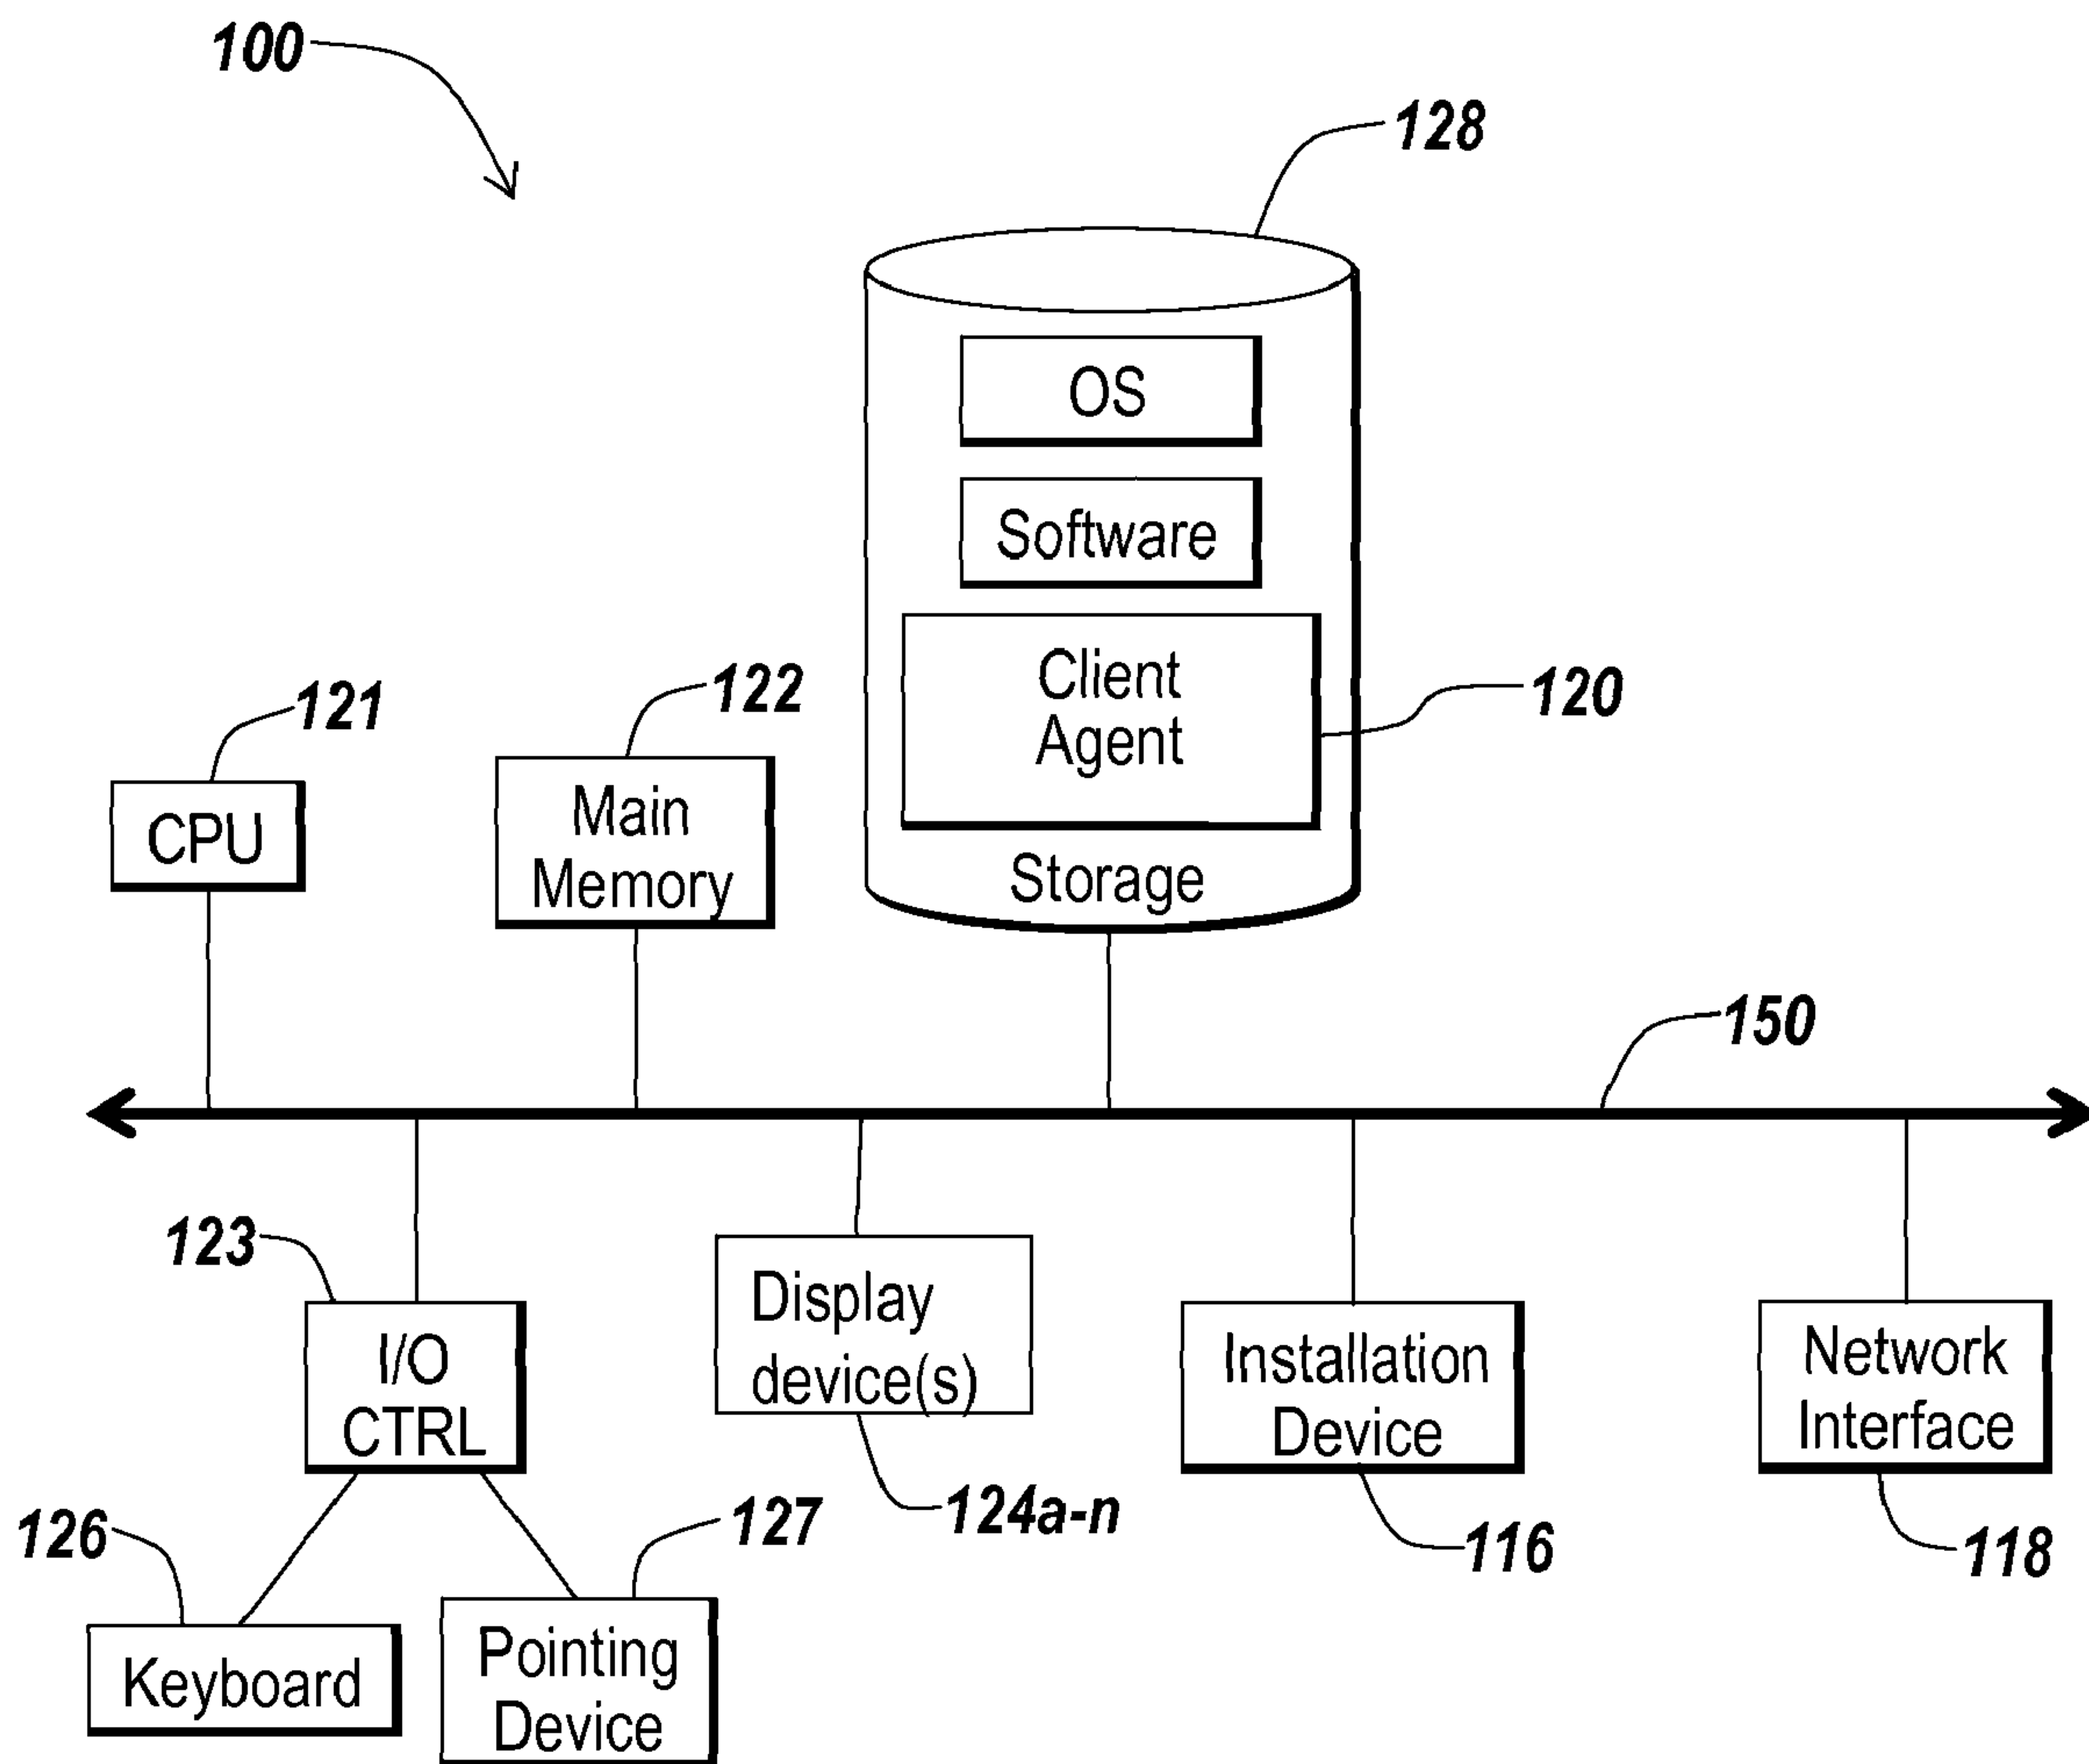 100
128
OS
Software
Client
Agent
120
Storage
121
CPU
122
Main
Memory
150
123
I/O
CTRL
Display
device(s)
124a-n
Installation
Device
116
Network
Interface
118
126
Keyboard
127
Pointing
Device